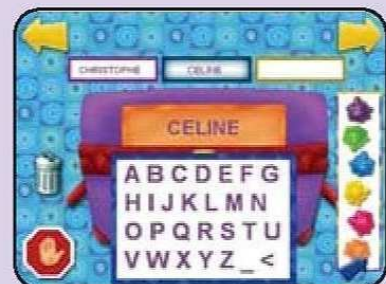 CHRISTOPHE CELINE
CELINE
A B C D E F G
H I J K L M N
O P Q R S T U
V W X Y Z _ <